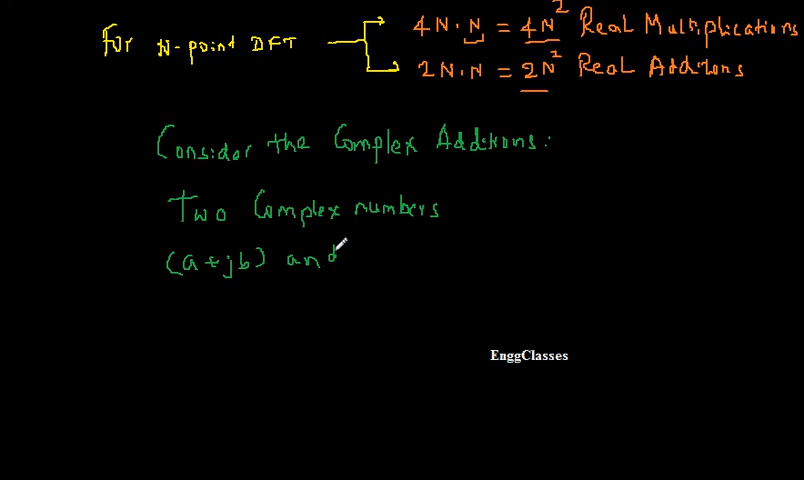 4N·N = 4N² Real Multiplications
For N-point DFT
2N·N = 2N² Real Additons
Consider the Complex Additions:
Two Complex numbers
(a+jb) and
EnggClasses